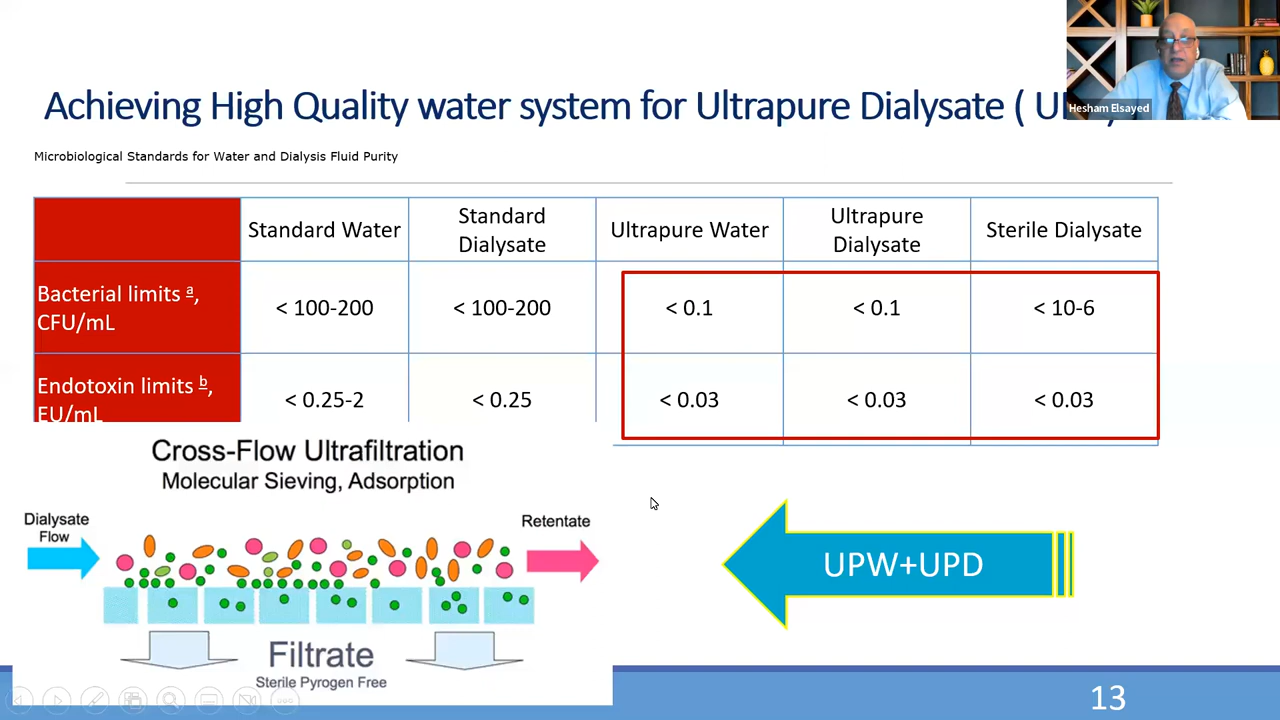 Hesham Elsayed
Achieving High Quality water system for Ultrapure Dialysate (
Microbiological Standards for Water and Dialysis Fluid Purity
Standard Water
Standard
Dialysate
Ultrapure Water
Ultrapure
Dialysate
Sterile Dialysate
Bacterial limits a,
CFU/mL
< 100-200
< 100-200
< 0.1
< 0.1
< 10-6
Endotoxin limits b,
EU/mL
< 0.25-2
< 0.25
< 0.03
< 0.03
< 0.03
Cross-Flow Ultrafiltration
Molecular Sieving, Adsorption
Dialysate
Flow
Retentate
Filtrate
Sterile Pyrogen Free
UPW+UPD
13